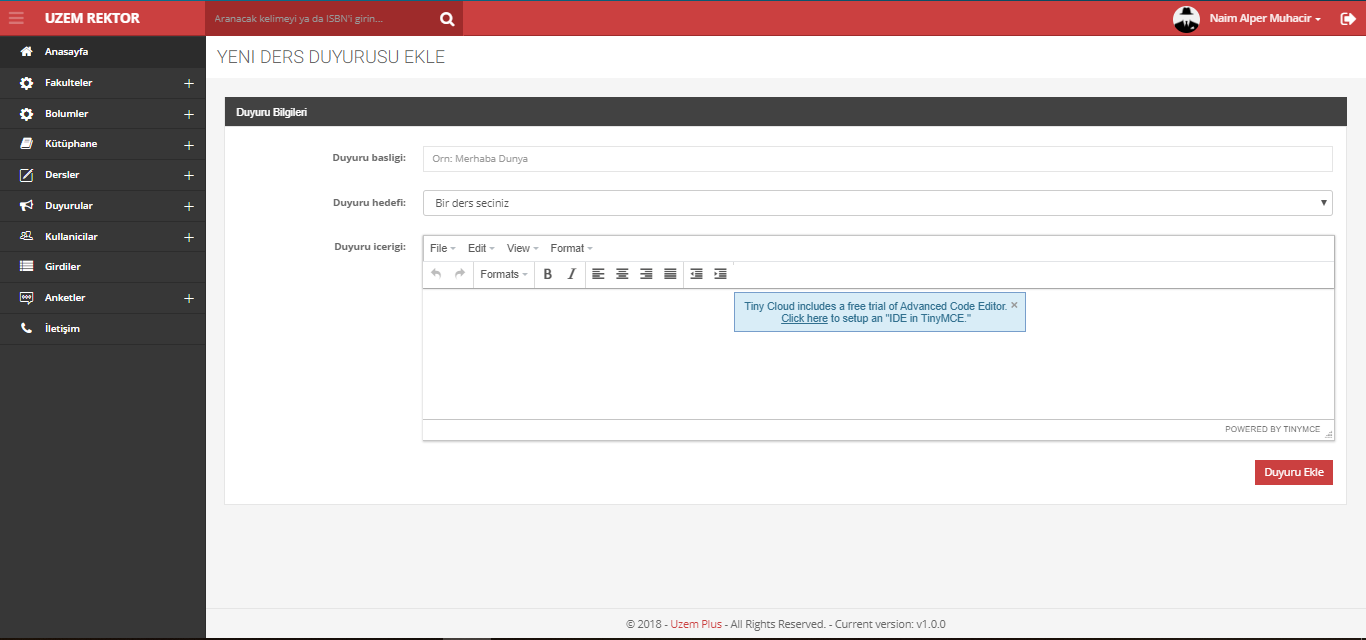 UZEM REKTOR
Aranacak kelimeyi ya da ISBN'i girin...
Naim Alper Muhacir
Anasayfa
Fakulteler
Bolumler
Kütüphane
Dersler
Duyurular
Kullanicilar
Girdiler
Anketler
İletişim
YENİ DERS DUYURUSU EKLE
Duyuru Bilgileri
Duyuru basligi:
Orn: Merhaba Dunya
Duyuru hedefi:
Bir ders seciniz
Duyuru icerigi:
File Edit View Format
Formats B I
Tiny Cloud includes a free trial of Advanced Code Editor. ×
Click here to setup an "IDE in TinyMCE."
POWERED BY TINYMCE
Duyuru Ekle
© 2018 - Uzem Plus - All Rights Reserved. - Current version: v1.0.0